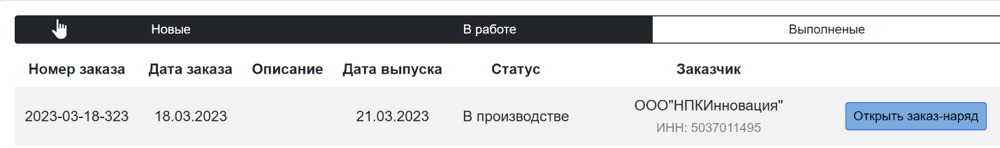 Новые В работе Выполненые
Номер заказа Дата заказа Описание Дата выпуска Статус Заказчик
2023-03-18-323 18.03.2023 21.03.2023 В производстве ООО"НПКИнновация" Открыть заказ-наряд
ИНН: 5037011495